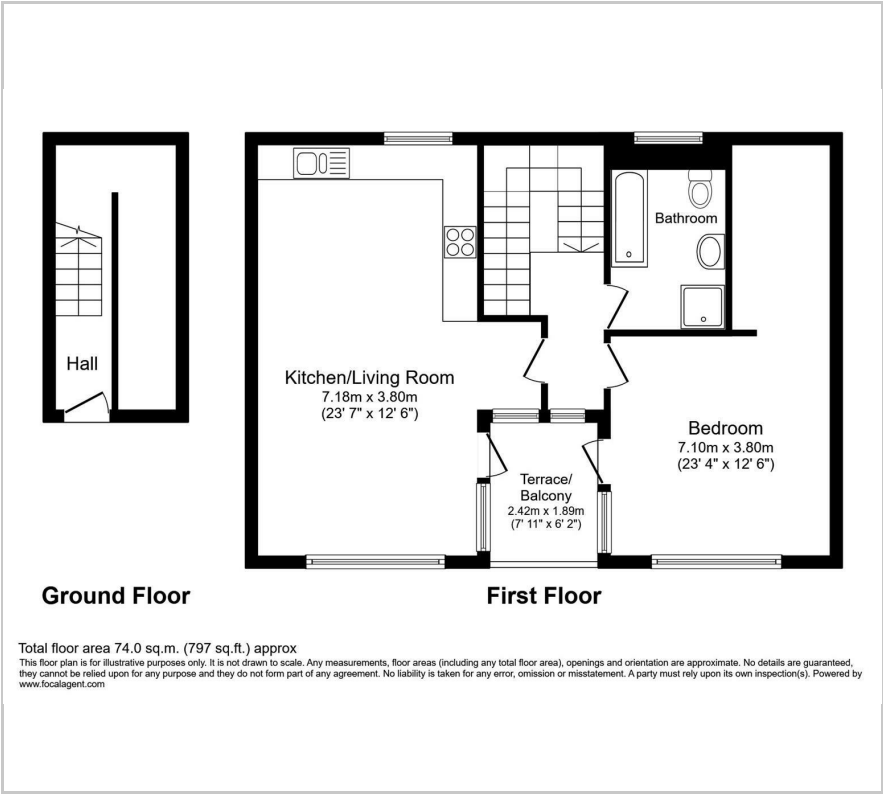 Hall
Bathroom
Kitchen/Living Room
7.18m x 3.80m
(23' 7" x 12' 6")
Bedroom
7.10m x 3.80m
(23' 4" x 12' 6")
Terrace/
Balcony
2.42m x 1.89m
(7' 11" x 6' 2")
Ground Floor
First Floor
Total floor area 74.0 sq.m. (797 sq.ft.) approx
This floor plan is for illustrative purposes only. It is not drawn to scale. Any measurements, floor areas (including any total floor area), openings and orientation are approximate. No details are guaranteed,
they cannot be relied upon for any purpose and they do not form part of any agreement. No liability is taken for any error, omission or misstatement. A party must rely upon its own inspection(s). Powered by
www.focalagent.com